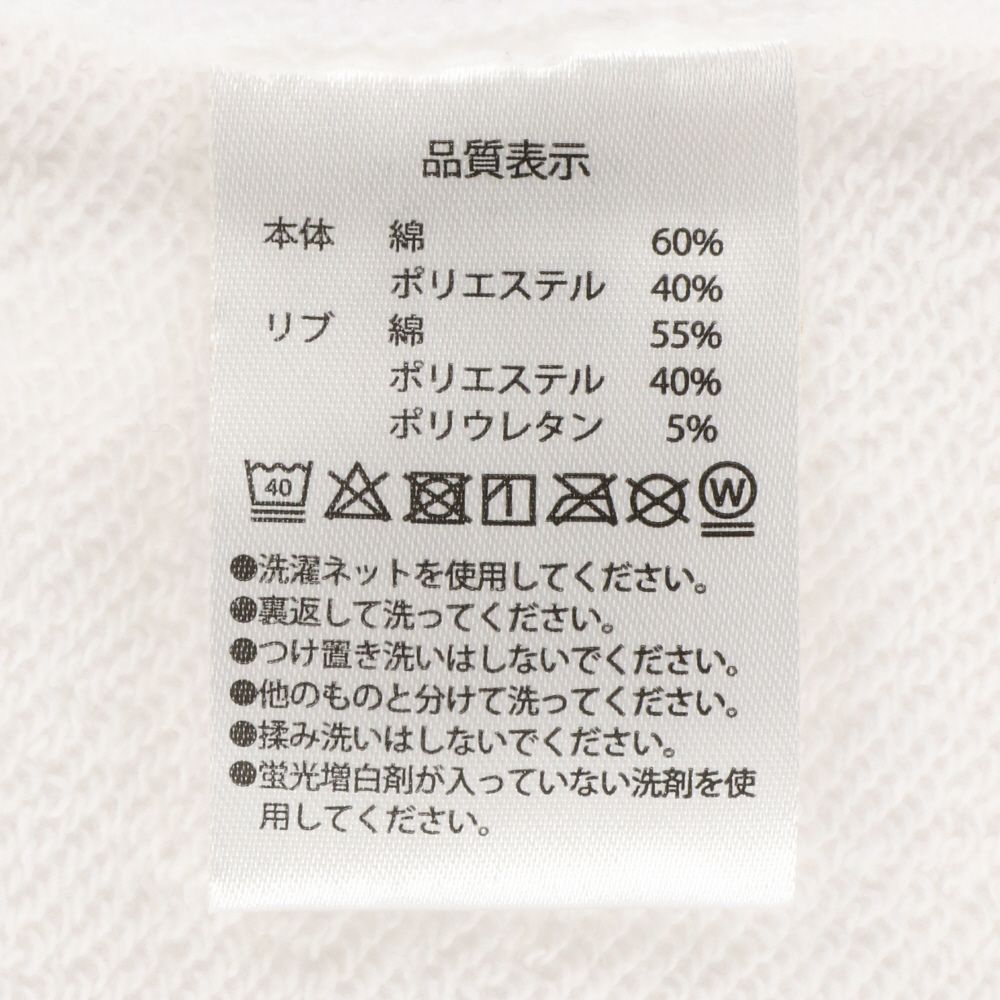 品質表示
本体 綿 60%
ポリエステル 40%
リブ 綿 55%
ポリエステル 40%
ポリウレタン 5%
40 W
●洗濯ネットを使用してください。
●裏返して洗ってください。
●つけ置き洗いはしないでください。
●他のものと分けて洗ってください。
●揉み洗いはしないでください。
●蛍光増白剤が入っていない洗剤を使
用してください。